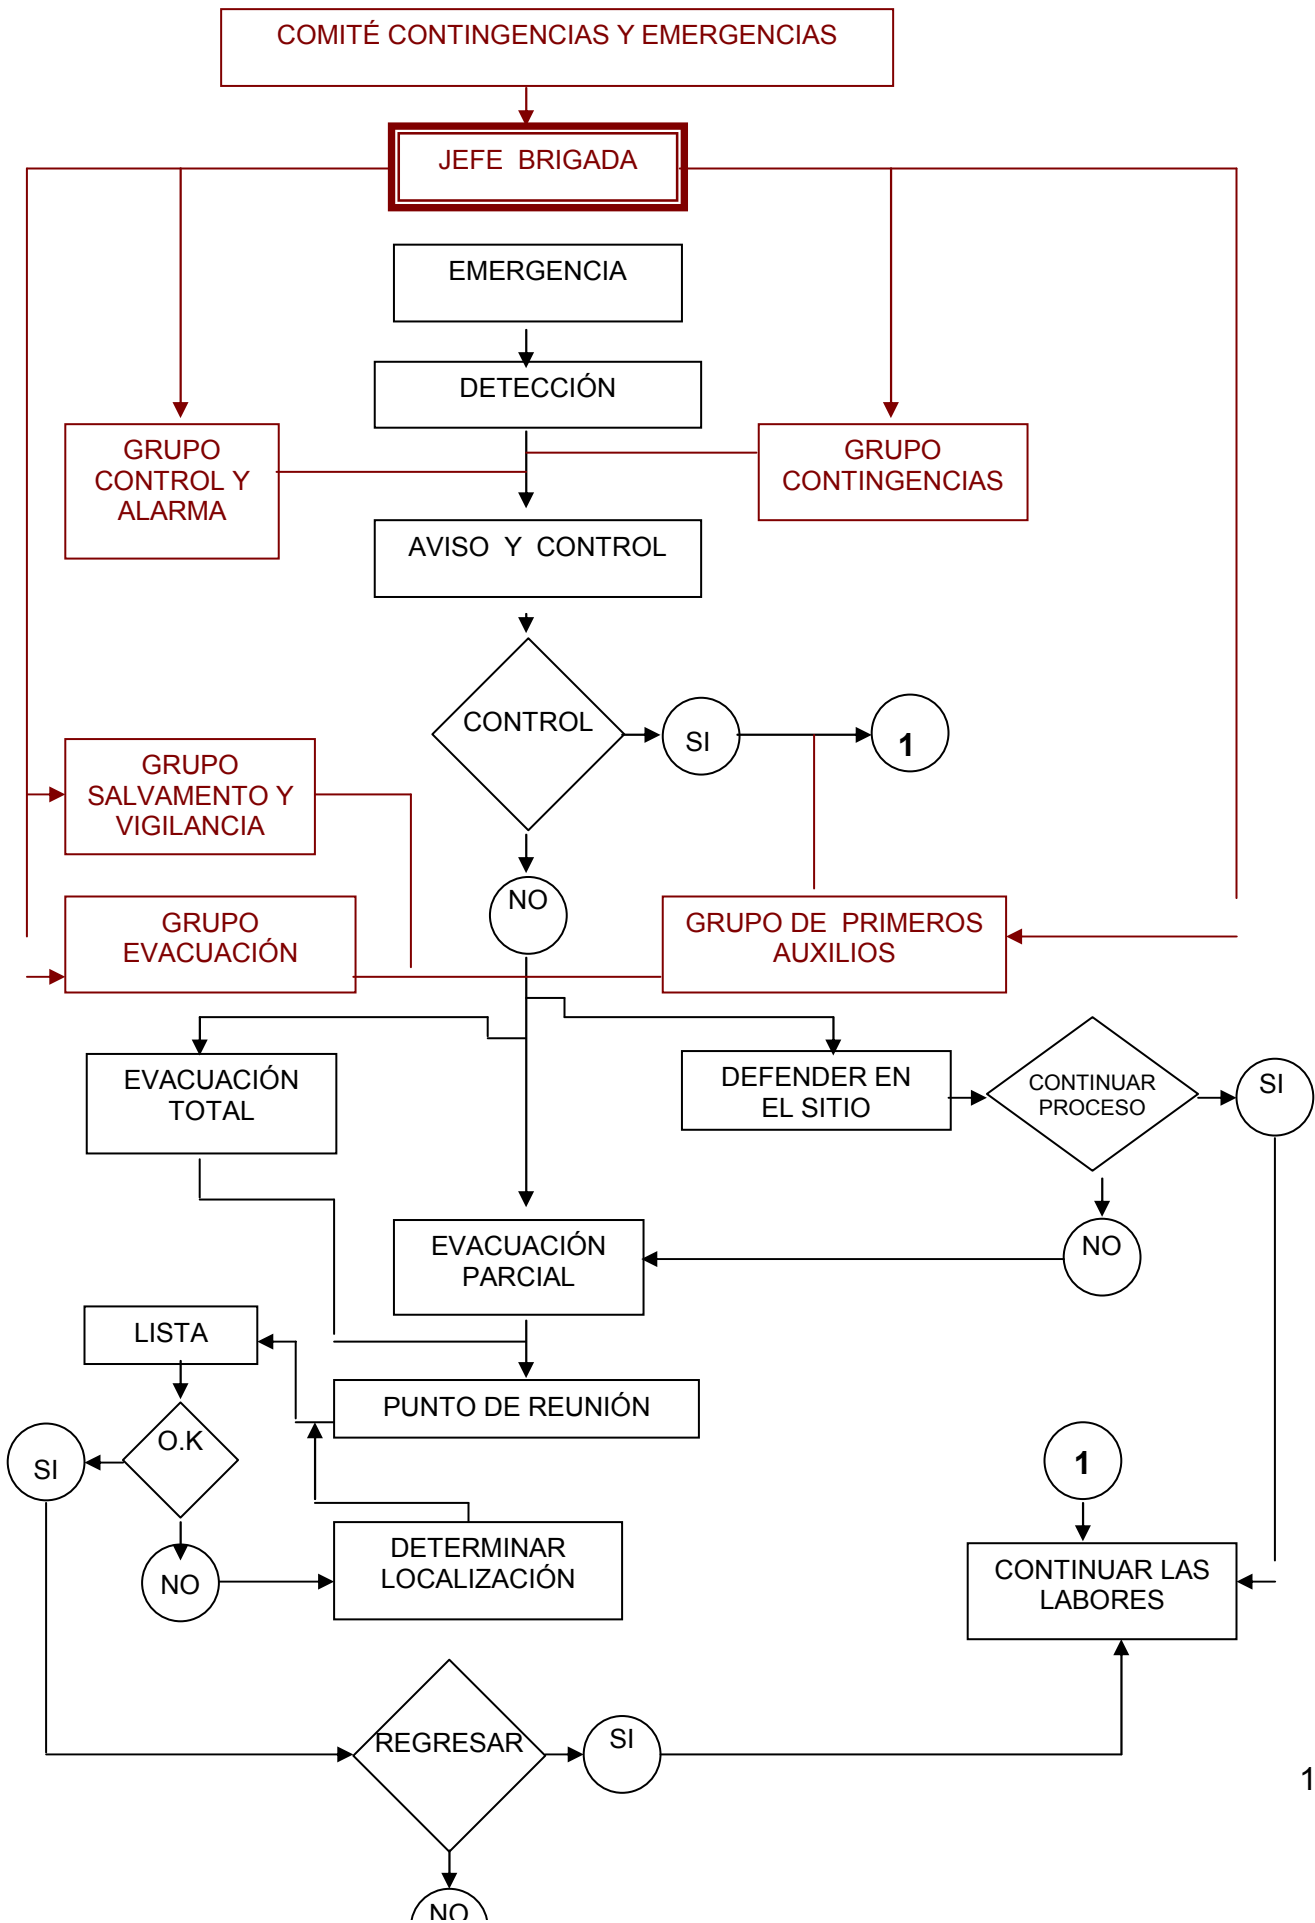 COMITÉ CONTINGENCIAS Y EMERGENCIAS
JEFE BRIGADA
EMERGENCIA
DETECCIÓN
GRUPO
CONTROL Y
ALARMA
GRUPO
CONTINGENCIAS
AVISO Y CONTROL
CONTROL
SI
1
GRUPO
SALVAMENTO Y
VIGILANCIA
NO
GRUPO
EVACUACIÓN
GRUPO DE PRIMEROS
AUXILIOS
EVACUACIÓN
TOTAL
DEFENDER EN
EL SITIO
CONTINUAR
PROCESO
SI
EVACUACIÓN
PARCIAL
NO
LISTA
PUNTO DE REUNIÓN
O.K
SI
1
NO
DETERMINAR
LOCALIZACIÓN
CONTINUAR LAS
LABORES
REGRESAR
SI
1
NO